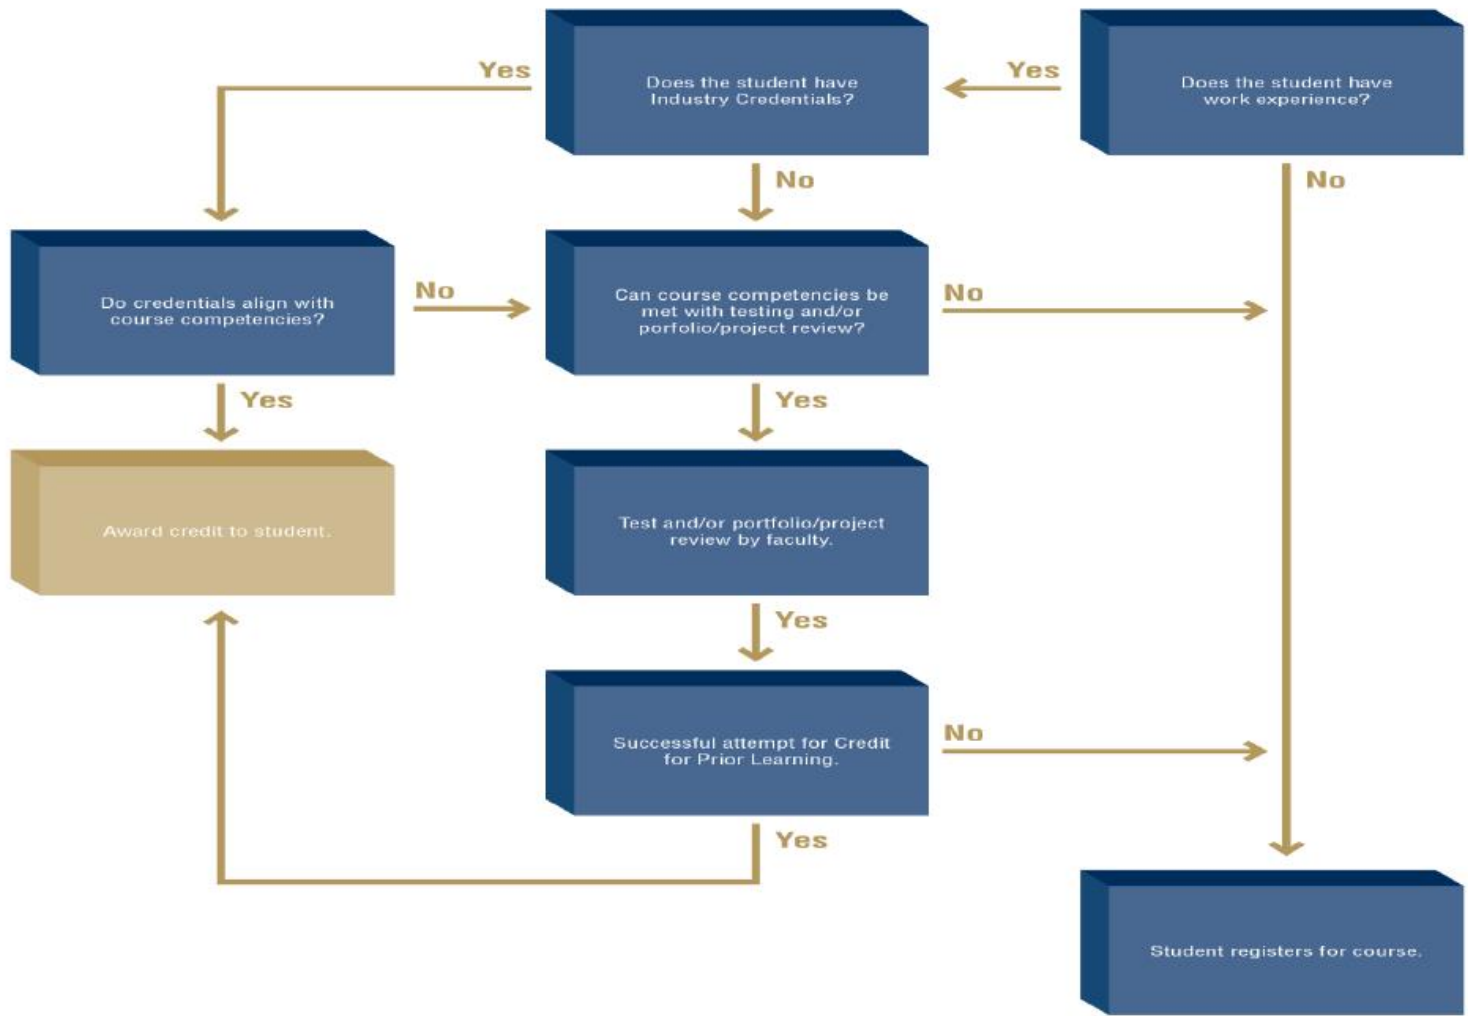 Yes
Does the student have
Industry Credentials?
Yes
Does the student have
work experience?
No
No
Do credentials align with
course competencies?
No
Can course competencies be
met with testing and/or
porfolio/project review?
No
Yes
Yes
Award credit to student.
Test and/or portfolio/project
review by faculty.
Yes
Successful attempt for Credit
for Prior Learning.
No
Yes
Student registers for course.